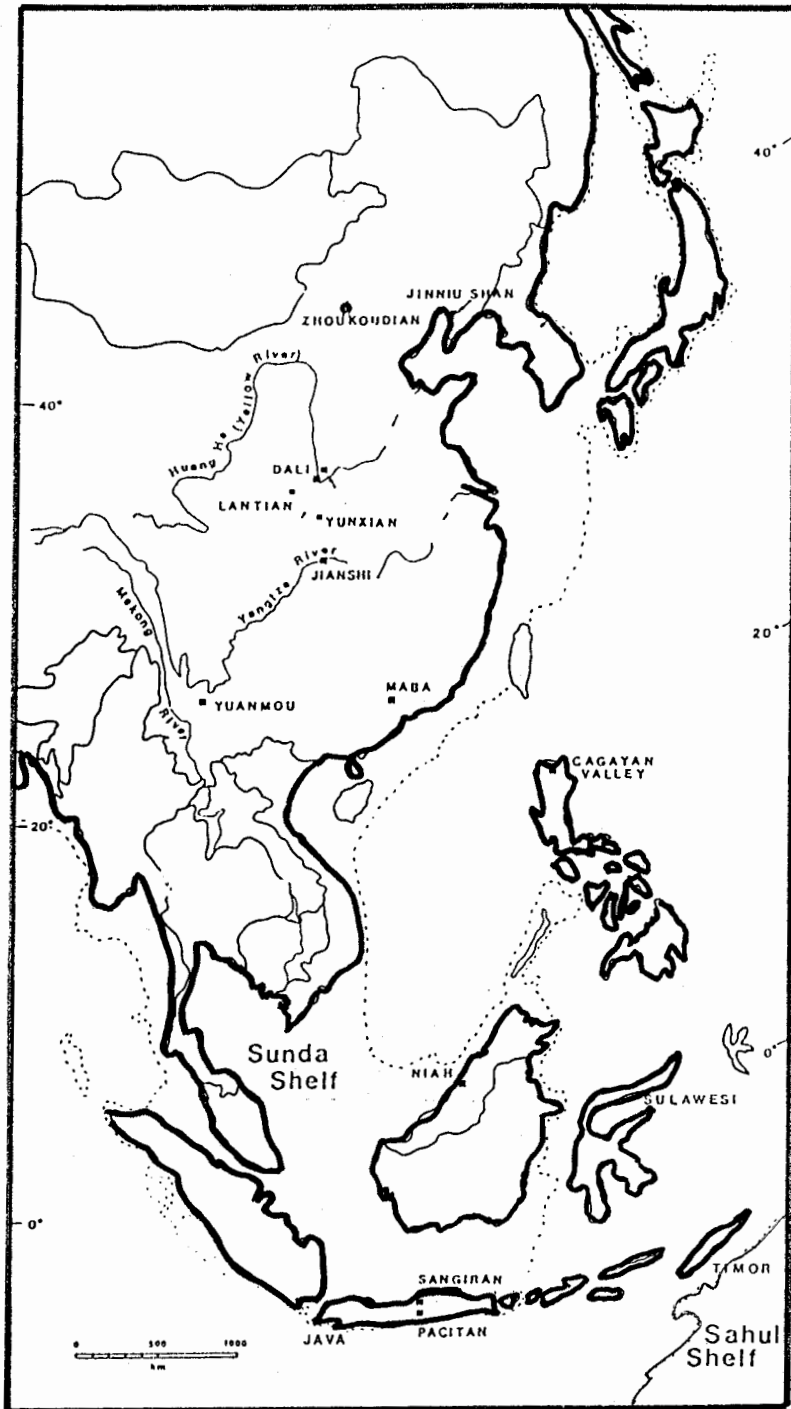 40°
JINNIU SHAN
ZHOUKOUDIAN
Huang He (Yellow River)
40°
DALI
LANTIAN
YUNXIAN
Yangtze River
JIANSHI
Mekong River
20°
YUANMOU
MABA
CAGAYAN
VALLEY
20°
Sunda
Shelf
0°
NIAH
SULAWESI
0°
SANGIRAN
TIMOR
JAVA
PACITAN
Sahul
Shelf
0 500 1000
km